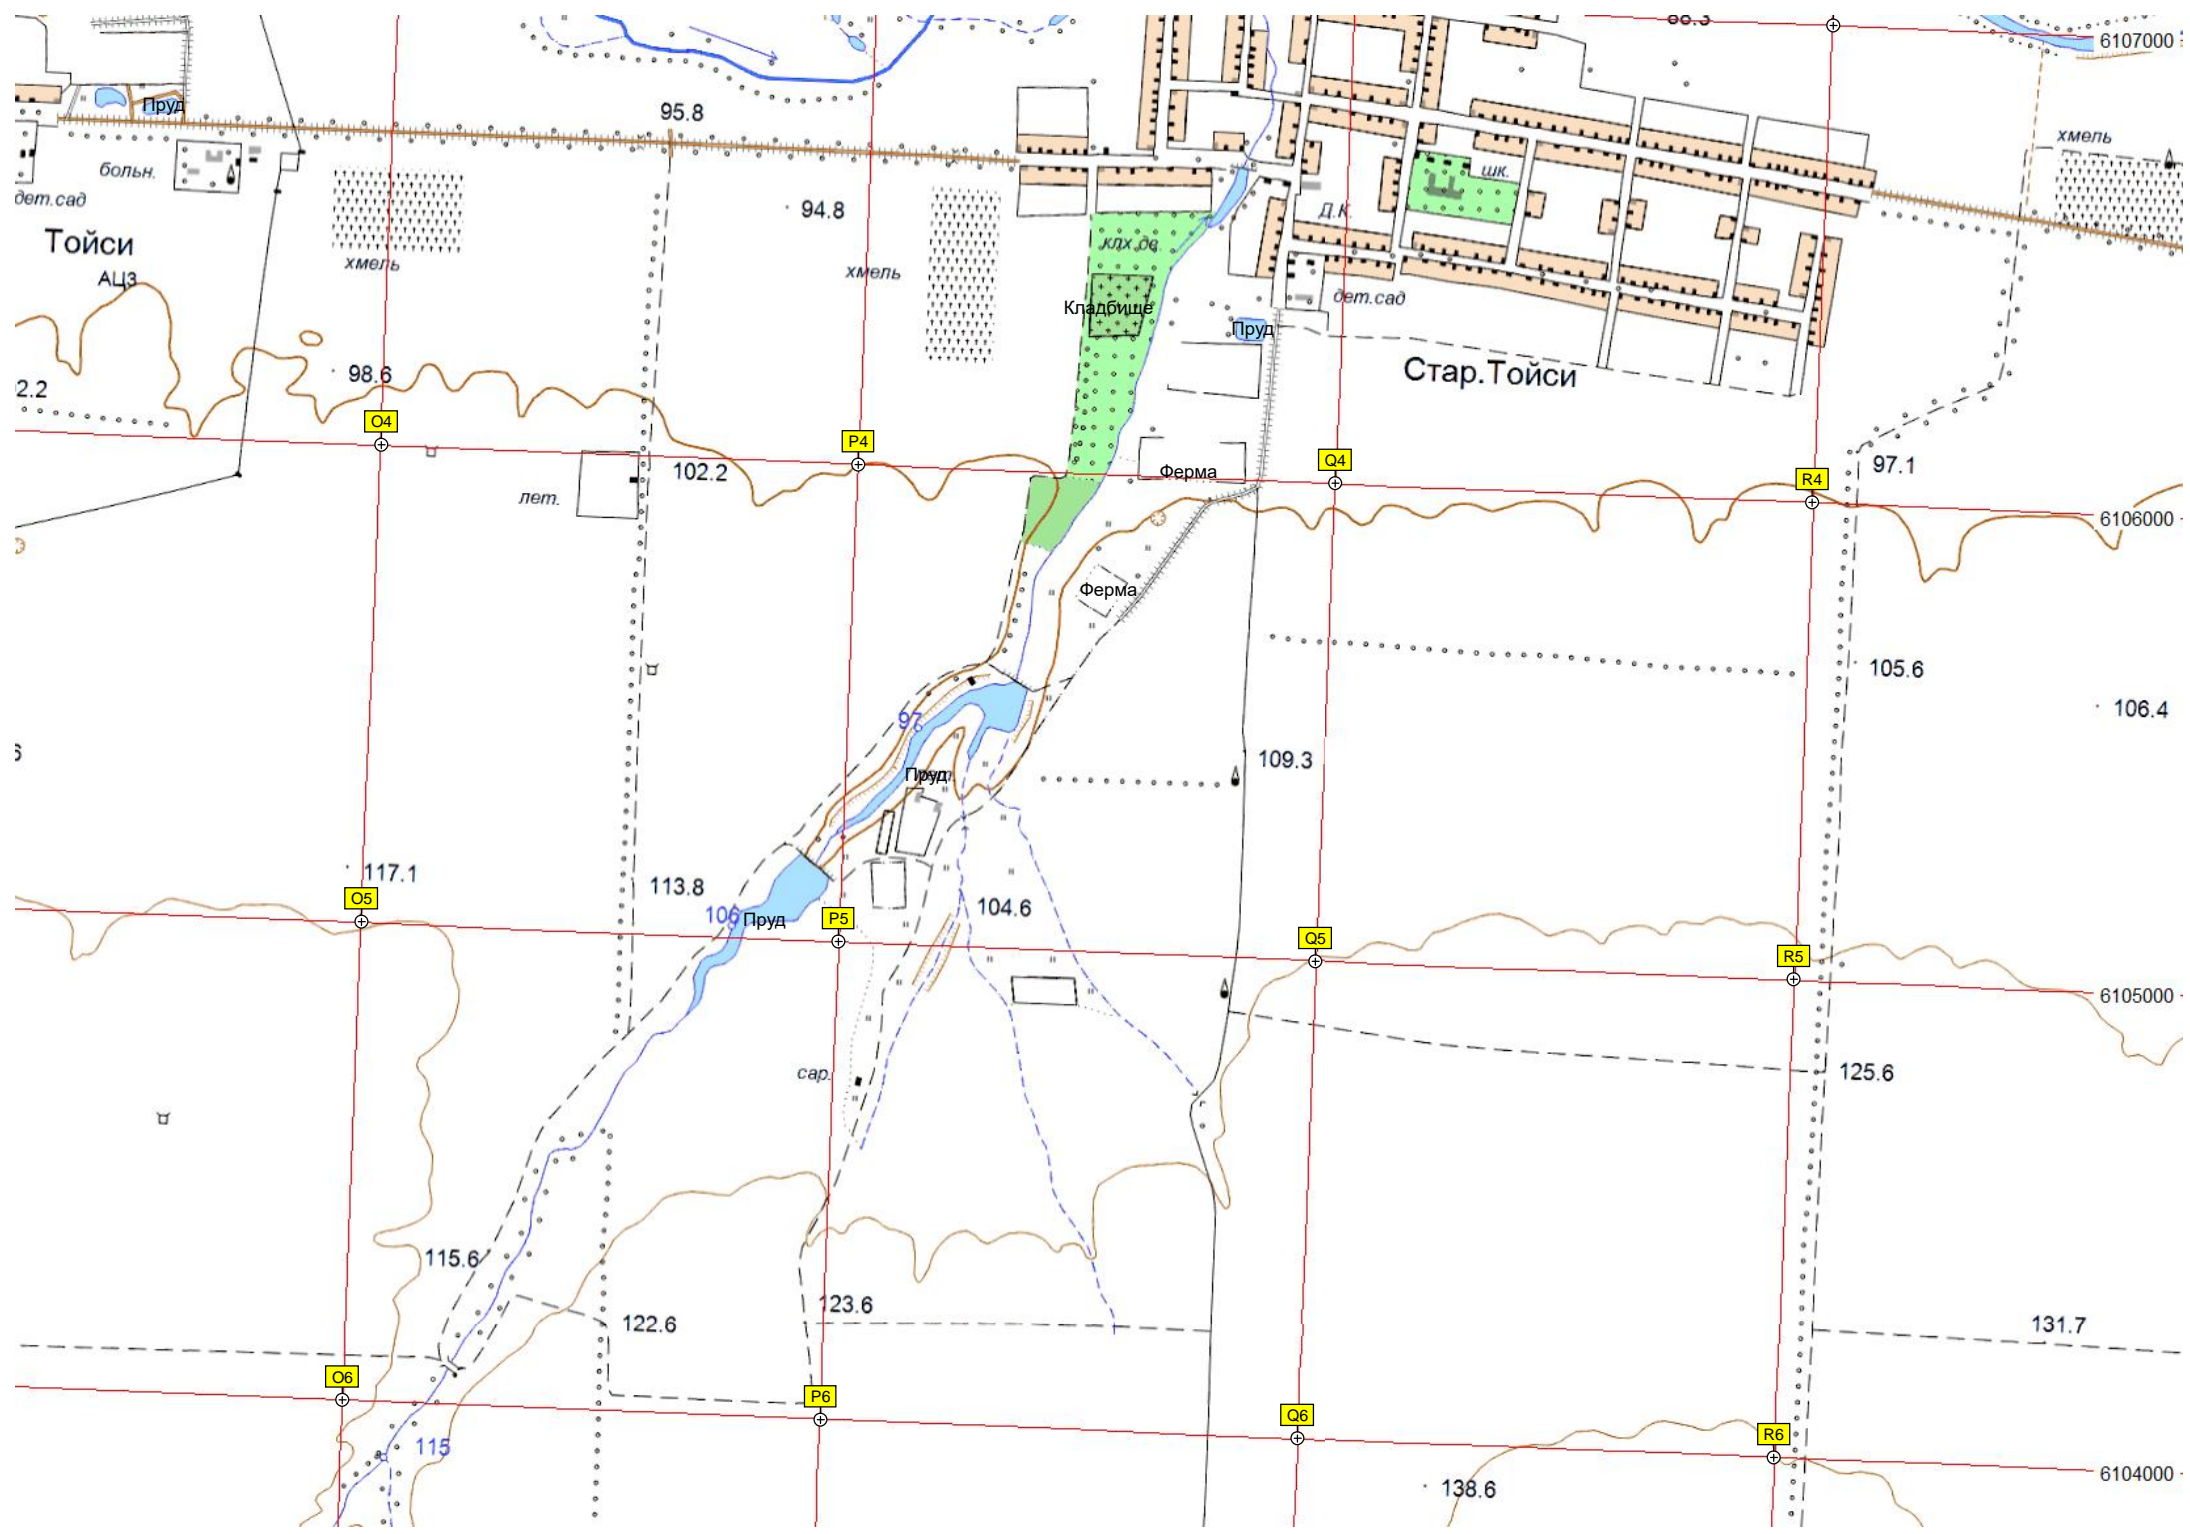 6107000
Пруд
95.8
хмель
больн.
шк.
дет.сад
94.8
Д.К.
Тойси
клх.дв.
хмель
хмель
АЦЗ
дет.сад
Кладбище
Пруд
98.6
Стар.Тойси
2.2
O4
P4
Q4
102.2
Ферма
97.1
R4
лет.
6106000
Ферма
105.6
106.4
97
109.3
Пруд
117.1
113.8
O5
104.6
106
Пруд
P5
Q5
R5
6105000
сар.
125.6
115.6
123.6
122.6
131.7
O6
P6
Q6
R6
115
6104000
138.6